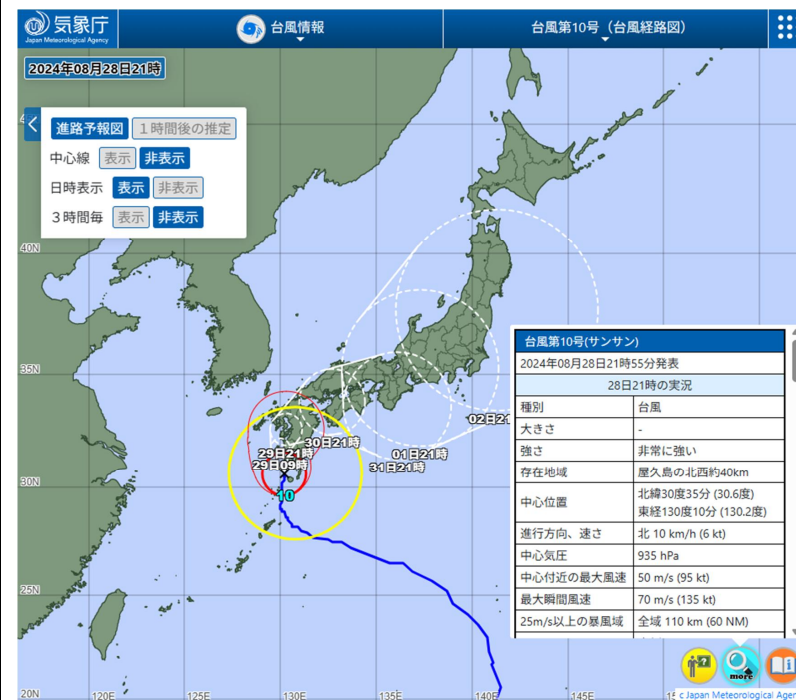 気象庁
Japan Meteorological Agency
台風情報
台風第10号（台風経路図）
2024年08月28日21時
進路予報図 １時間後の推定
中心線 表示 非表示
日時表示 表示 非表示
３時間毎 表示 非表示
40N
35N
30N
25N
20N
120E
125E
130E
135E
140E
145E
02日21
30日21時
01日21時
29日21時
29日09時
31日21時
10
台風第10号(サンサン)
2024年08月28日21時55分発表
28日21時の実況
種別 台風
大きさ -
強さ 非常に強い
存在地域 屋久島の北西約40km
中心位置 北緯30度35分 (30.6度)
東経130度10分 (130.2度)
進行方向、速さ 北 10 km/h (6 kt)
中心気圧 935 hPa
中心付近の最大風速 50 m/s (95 kt)
最大瞬間風速 70 m/s (135 kt)
25m/s以上の暴風域 全域 110 km (60 NM)
more
c Japan Meteorological Agen